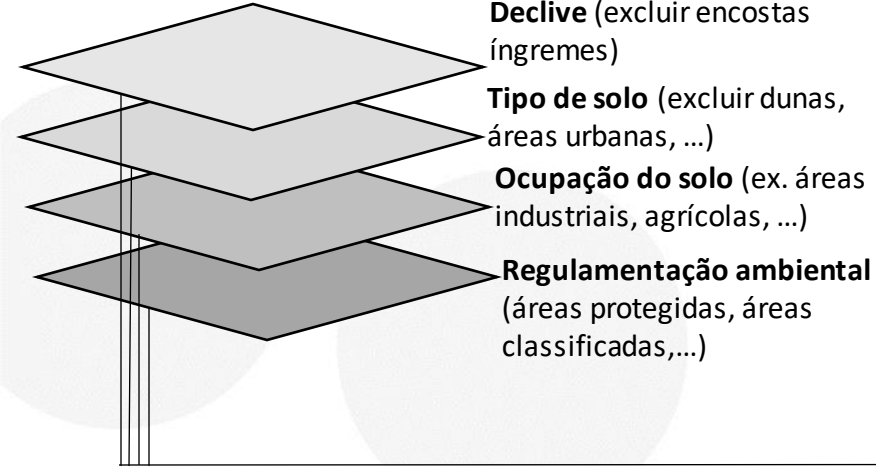 Declive (excluir encostas
íngremes)
Tipo de solo (excluir dunas,
áreas urbanas, ...)
Ocupação do solo (ex. áreas
industriais, agrícolas, ...)
Regulamentação ambiental
(áreas protegidas, áreas
classificadas,...)